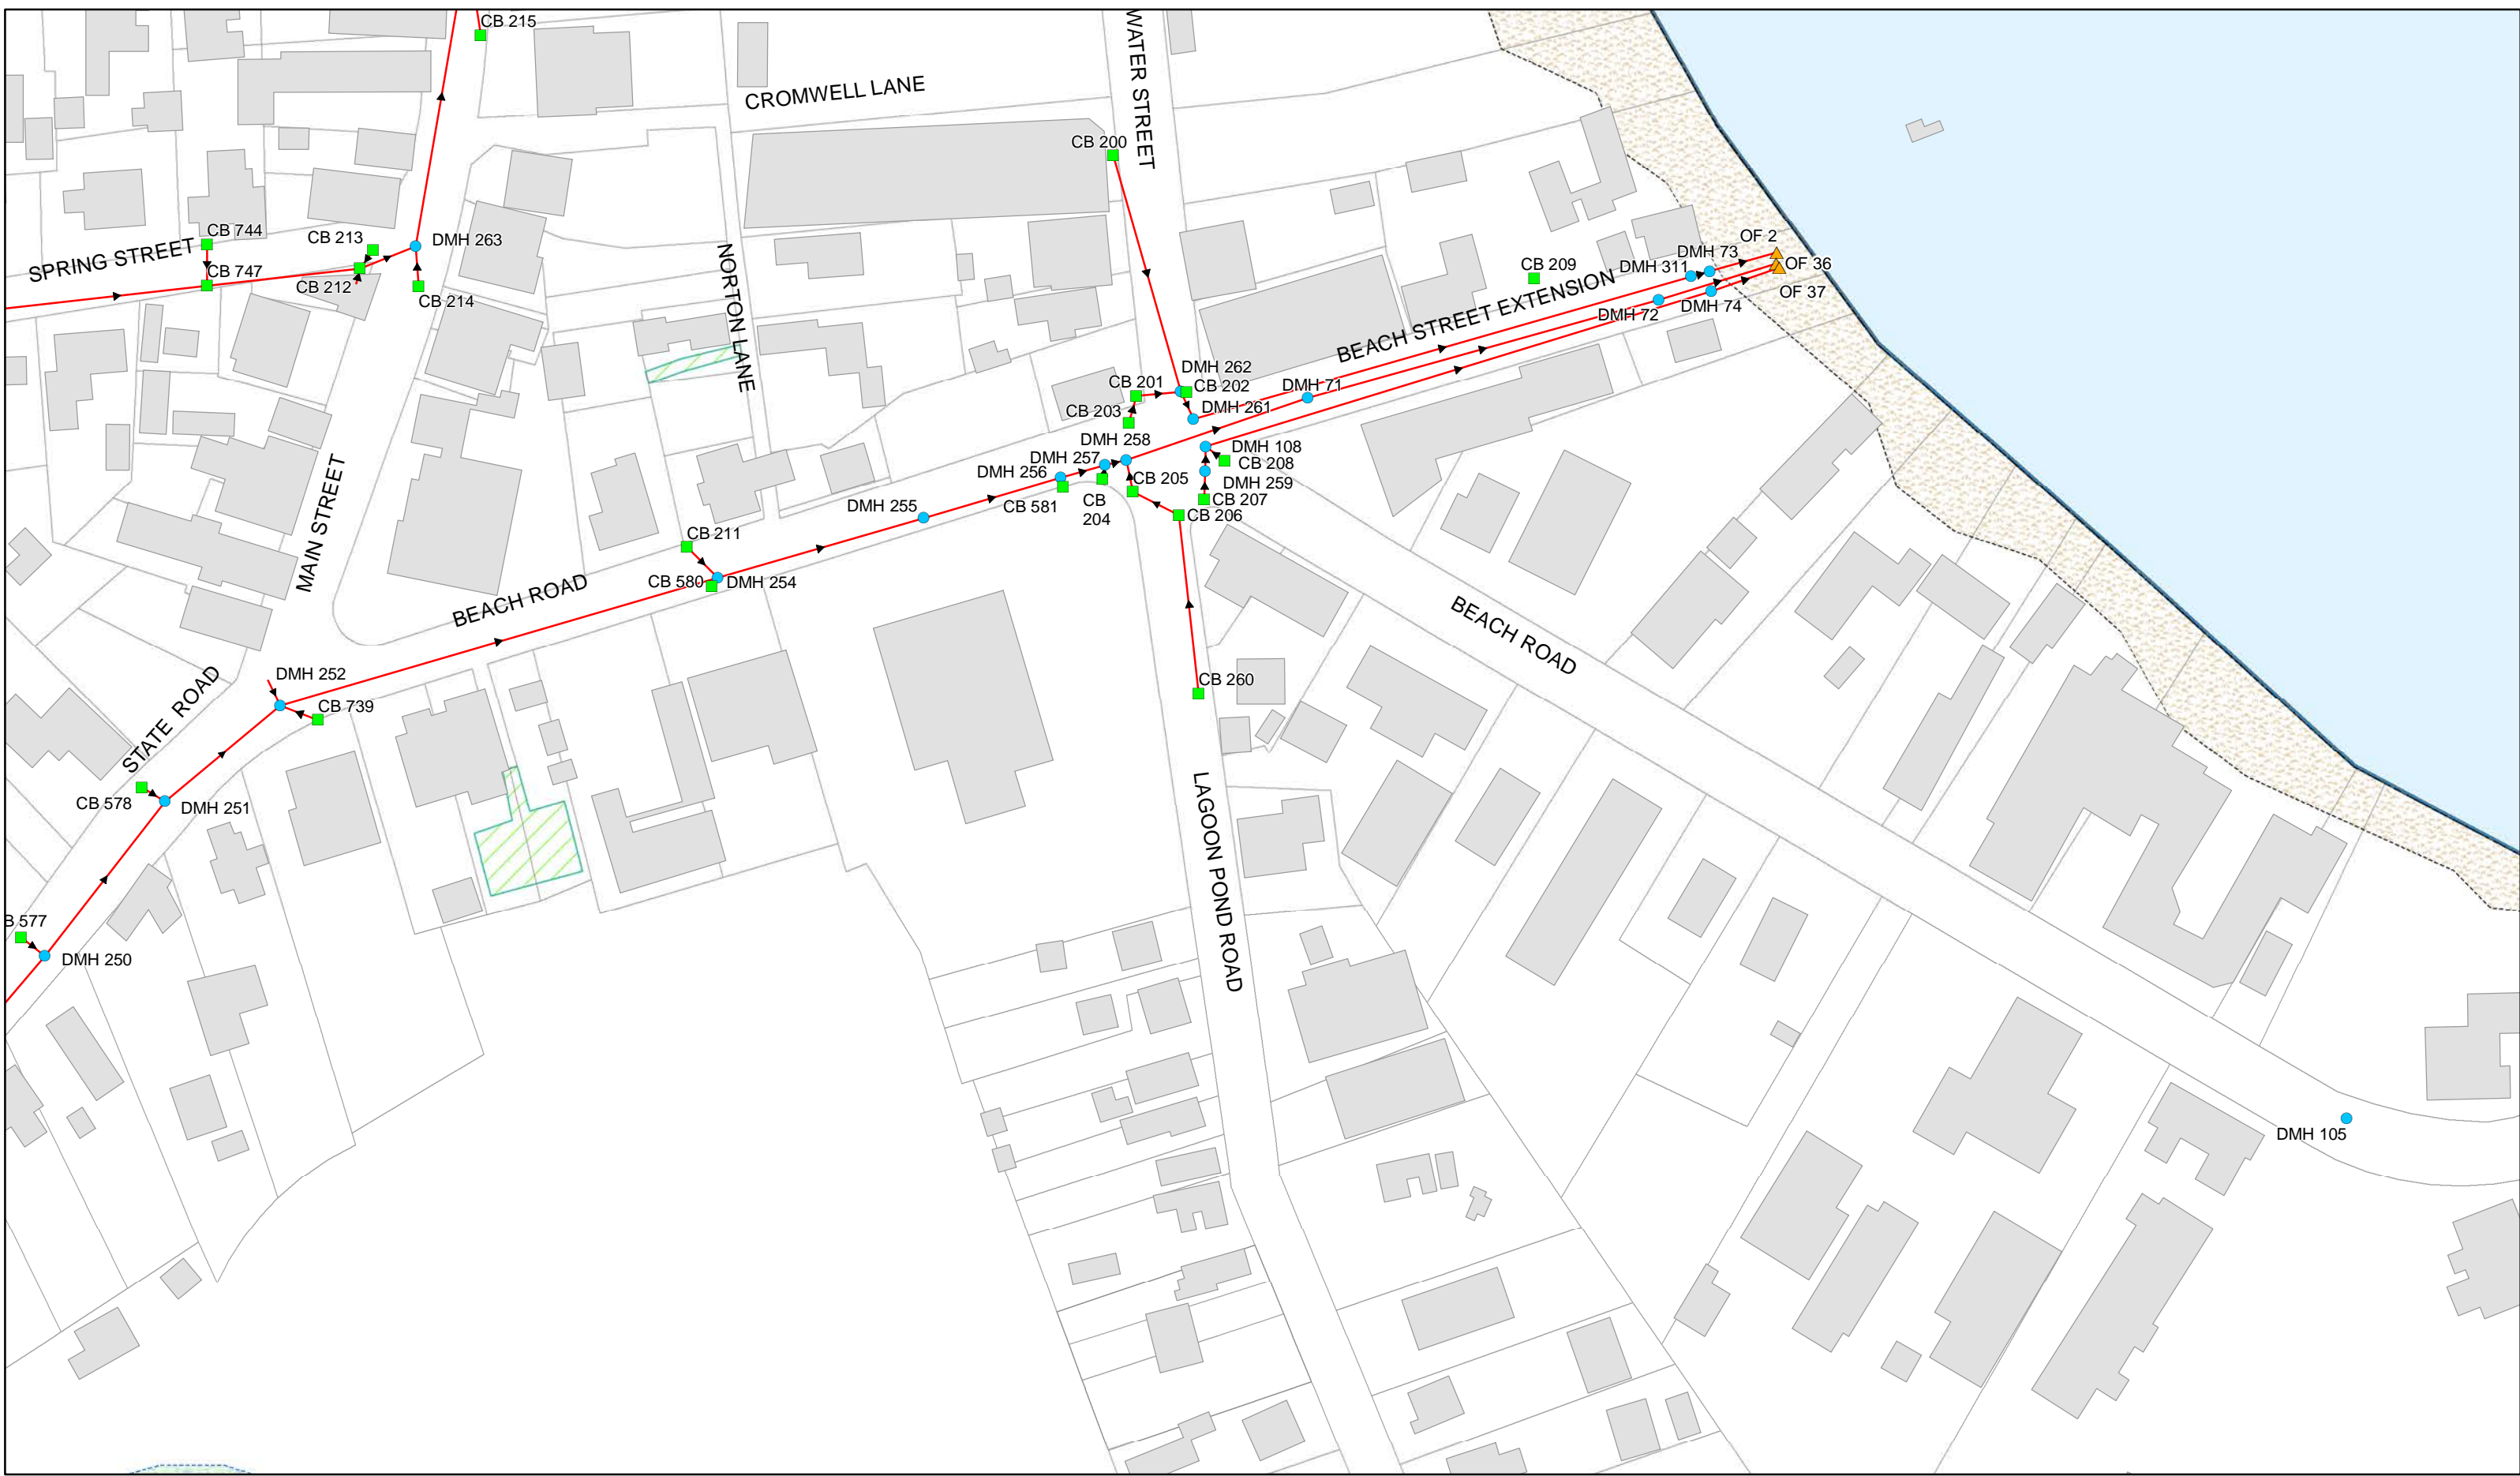 CB 215
WATER STREET
CROMWELL LANE
CB 200
CB 744
CB 213
DMH 263
SPRING STREET
CB 747
CB 212
CB 214
NORTON LANE
OF 2
DMH 73
CB 209
DMH 311
OF 36
OF 37
DMH 72
DMH 74
BEACH STREET EXTENSION
DMH 262
CB 201
CB 202
DMH 71
CB 203
DMH 261
DMH 258
DMH 108
DMH 257
CB 208
DMH 256
CB 205
DMH 259
CB 581
CB
204
CB 207
DMH 255
CB 206
MAIN STREET
CB 211
CB 580
DMH 254
BEACH ROAD
BEACH ROAD
DMH 252
CB 260
CB 739
STATE ROAD
CB 578
DMH 251
LAGOON POND ROAD
B 577
DMH 250
DMH 105